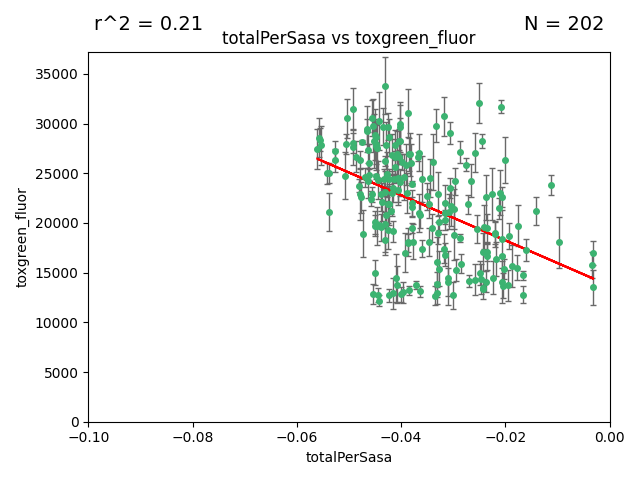 r^2 = 0.21
N = 202
totalPerSasa vs toxgreen_fluor
toxgreen_fluor
35000
30000
25000
20000
15000
10000
5000
0
−0.10
−0.08
−0.06
−0.04
−0.02
0.00
totalPerSasa